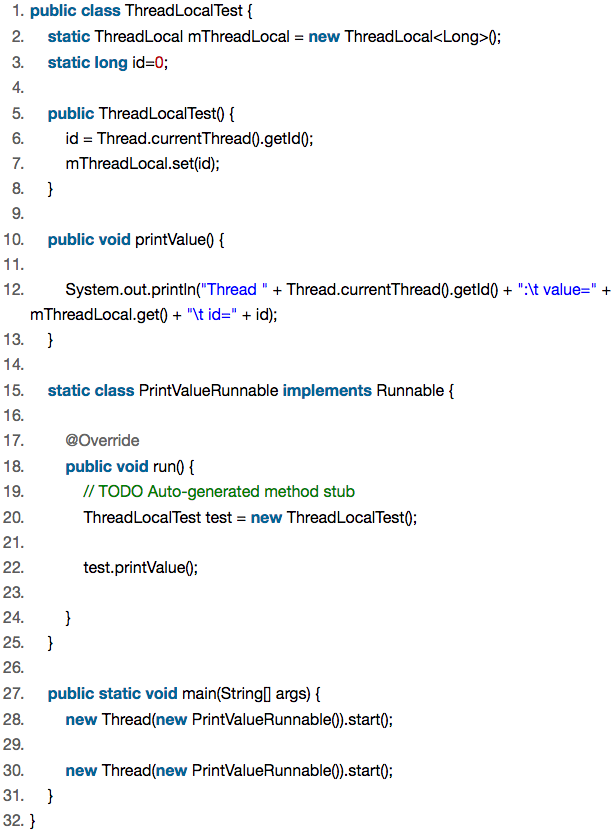 1. public class ThreadLocalTest {
2. static ThreadLocal mThreadLocal = new ThreadLocal<Long>();
3. static long id=0;
4.
5. public ThreadLocalTest() {
6. id = Thread.currentThread().getId();
7. mThreadLocal.set(id);
8. }
9.
10. public void printValue() {
11.
12. System.out.println("Thread " + Thread.currentThread().getId() + ":\t value=" +
mThreadLocal.get() + "\t id=" + id);
13. }
14.
15. static class PrintValueRunnable implements Runnable {
16.
17. @Override
18. public void run() {
19. // TODO Auto-generated method stub
20. ThreadLocalTest test = new ThreadLocalTest();
21.
22. test.printValue();
23.
24. }
25. }
26.
27. public static void main(String[] args) {
28. new Thread(new PrintValueRunnable()).start();
29.
30. new Thread(new PrintValueRunnable()).start();
31. }
32. }